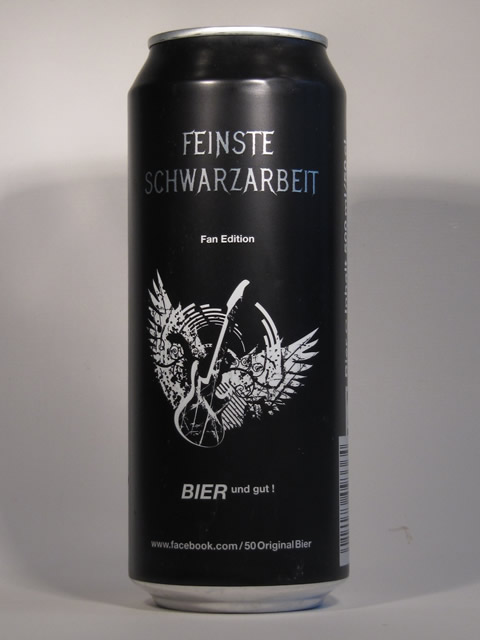 FEINSTE
SCHWARZARBEIT
Fan Edition
BIER und gut !
www.facebook.com/50OriginalBier